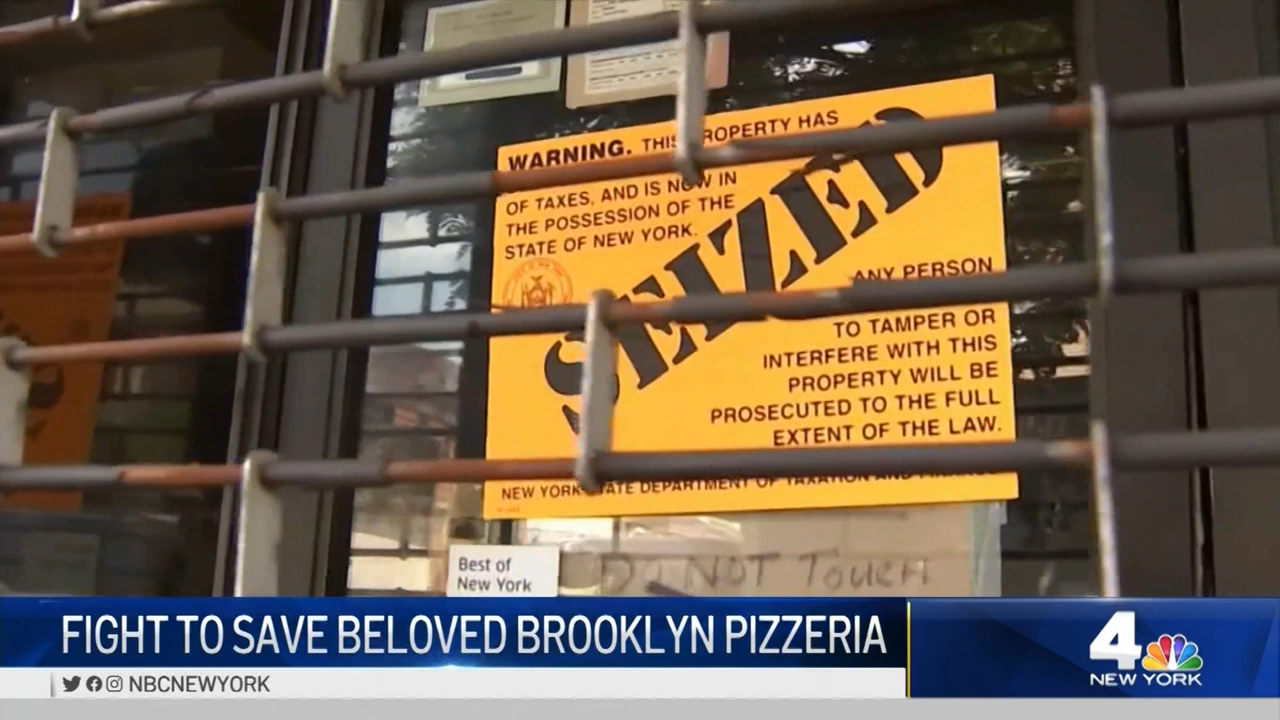 WARNING. THIS PROPERTY HAS
OF TAXES, AND IS NOW IN
THE POSSESSION OF THE
STATE OF NEW YORK.
SEIZED
ANY PERSON
TO TAMPER OR
INTERFERE WITH THIS
PROPERTY WILL BE
PROSECUTED TO THE FULL
EXTENT OF THE LAW.
NEW YORK STATE DEPARTMENT OF TAXATION AND FINANCE
Best of
New York
DO NOT TOUCH
FIGHT TO SAVE BELOVED BROOKLYN PIZZERIA
NBCNEWYORK
4
NEW YORK